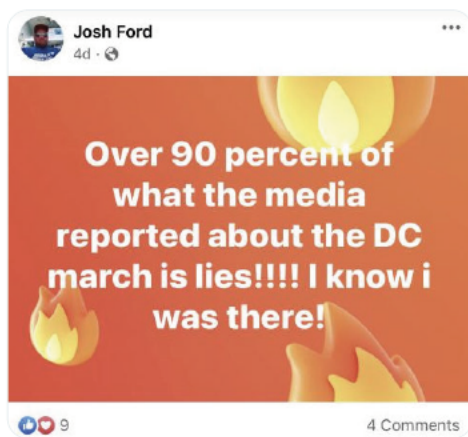 Josh Ford
4d ·
Over 90 percent of
what the media
reported about the DC
march is lies!!!! I know i
was there!
9
4 Comments